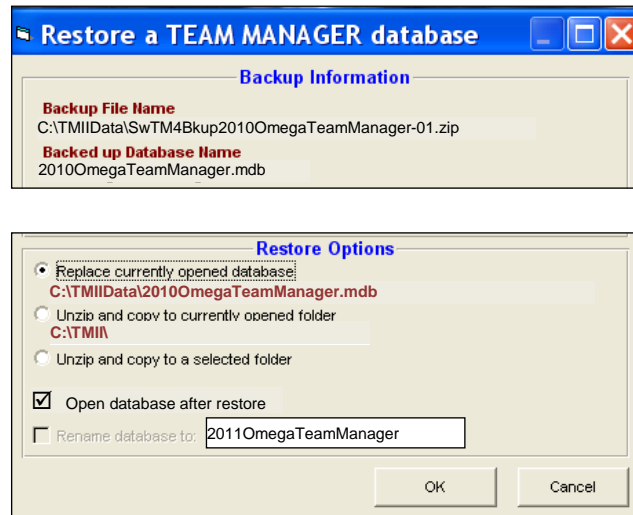 Restore a TEAM MANAGER database
Backup Information
Backup File Name
C:\TMIIData\SwTM4Bkup2010OmegaTeamManager-01.zip
Backed up Database Name
2010OmegaTeamManager.mdb
Restore Options
Replace currently opened database
C:\TMIIData\2010OmegaTeamManager.mdb
Unzip and copy to currently opened folder
C:\TMII\
Unzip and copy to a selected folder
Open database after restore
Rename database to: 2011OmegaTeamManager
OK Cancel